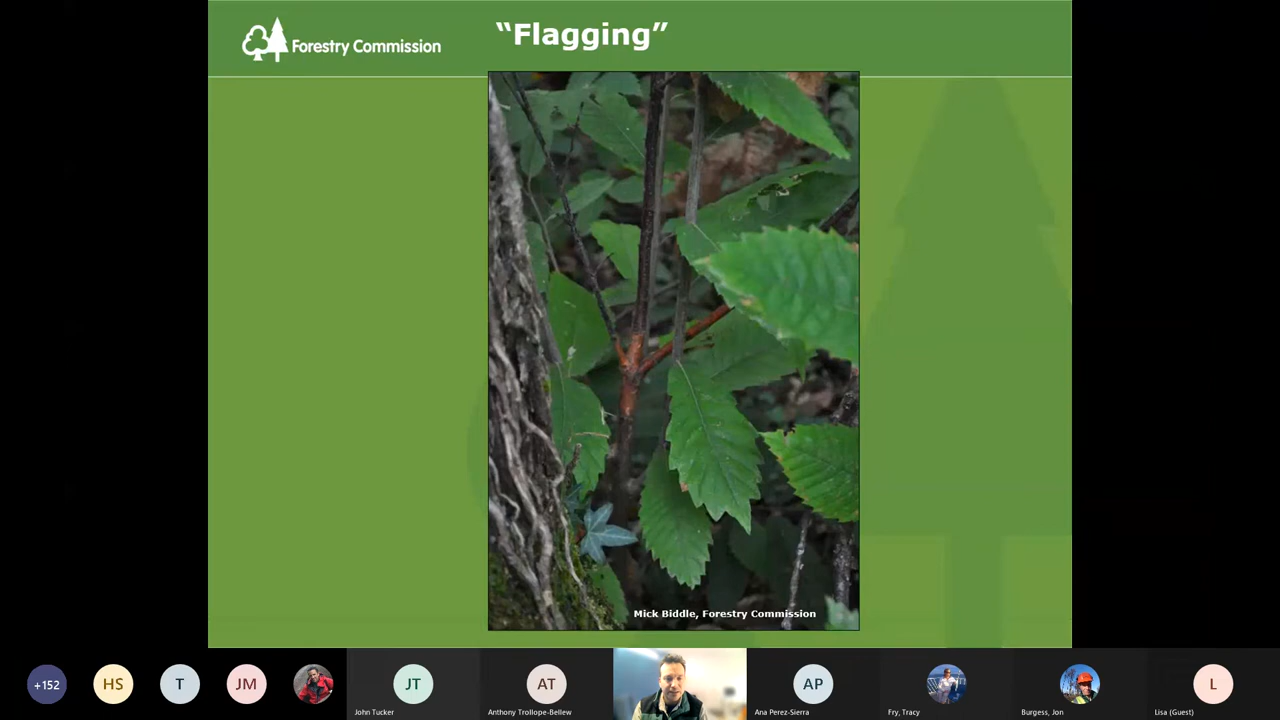 Forestry Commission
“Flagging”
Mick Biddle, Forestry Commission
+152
HS
T
JM
JT
John Tucker
AT
Anthony Trollope-Bellew
AP
Ana Perez-Sierra
Fry, Tracy
Burgess, Jon
L
Lisa (Guest)